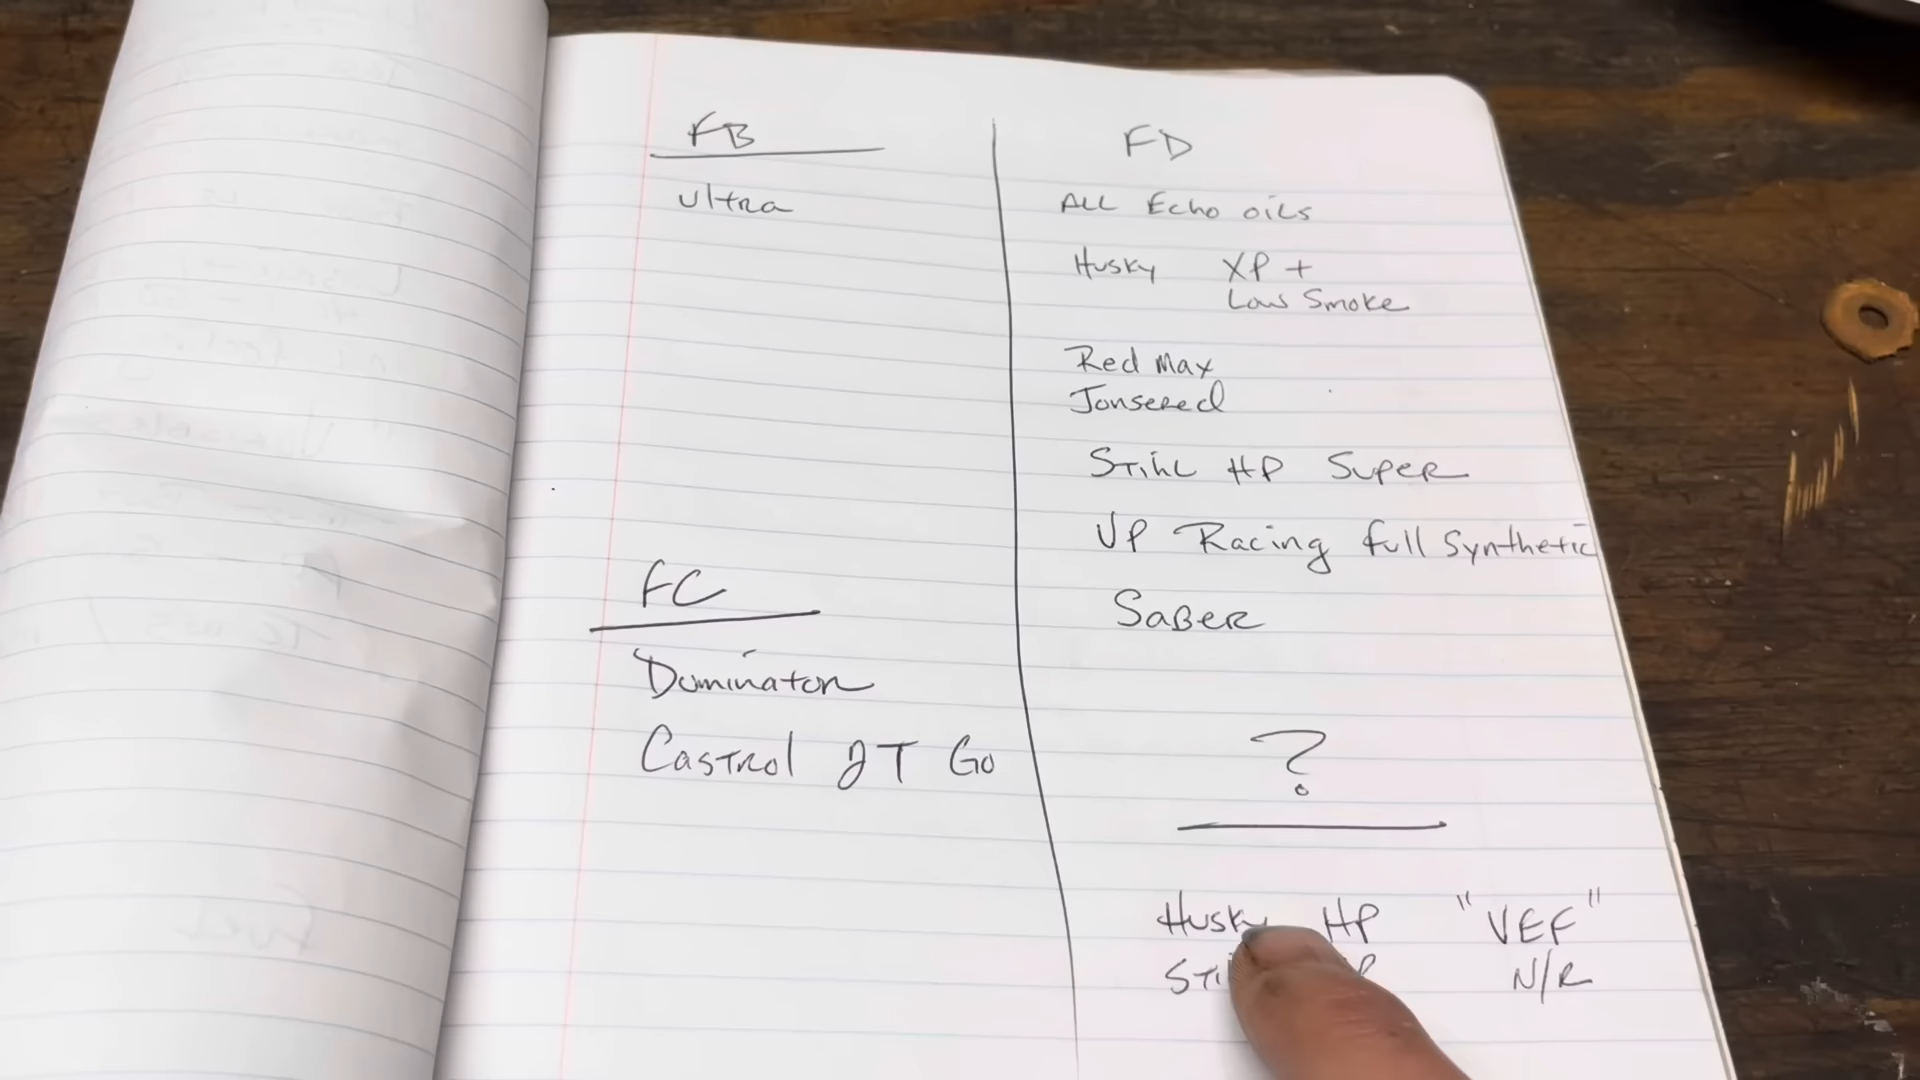 FB
Ultra
FC
Dominator
Castrol 2T Go
FD
ALL Echo oils
Husky XP +
Low Smoke
Red Max
Jonsered
Stihl HP Super
VP Racing full Synthetic
SaBer
?
Husky HP "VEF"
N/R